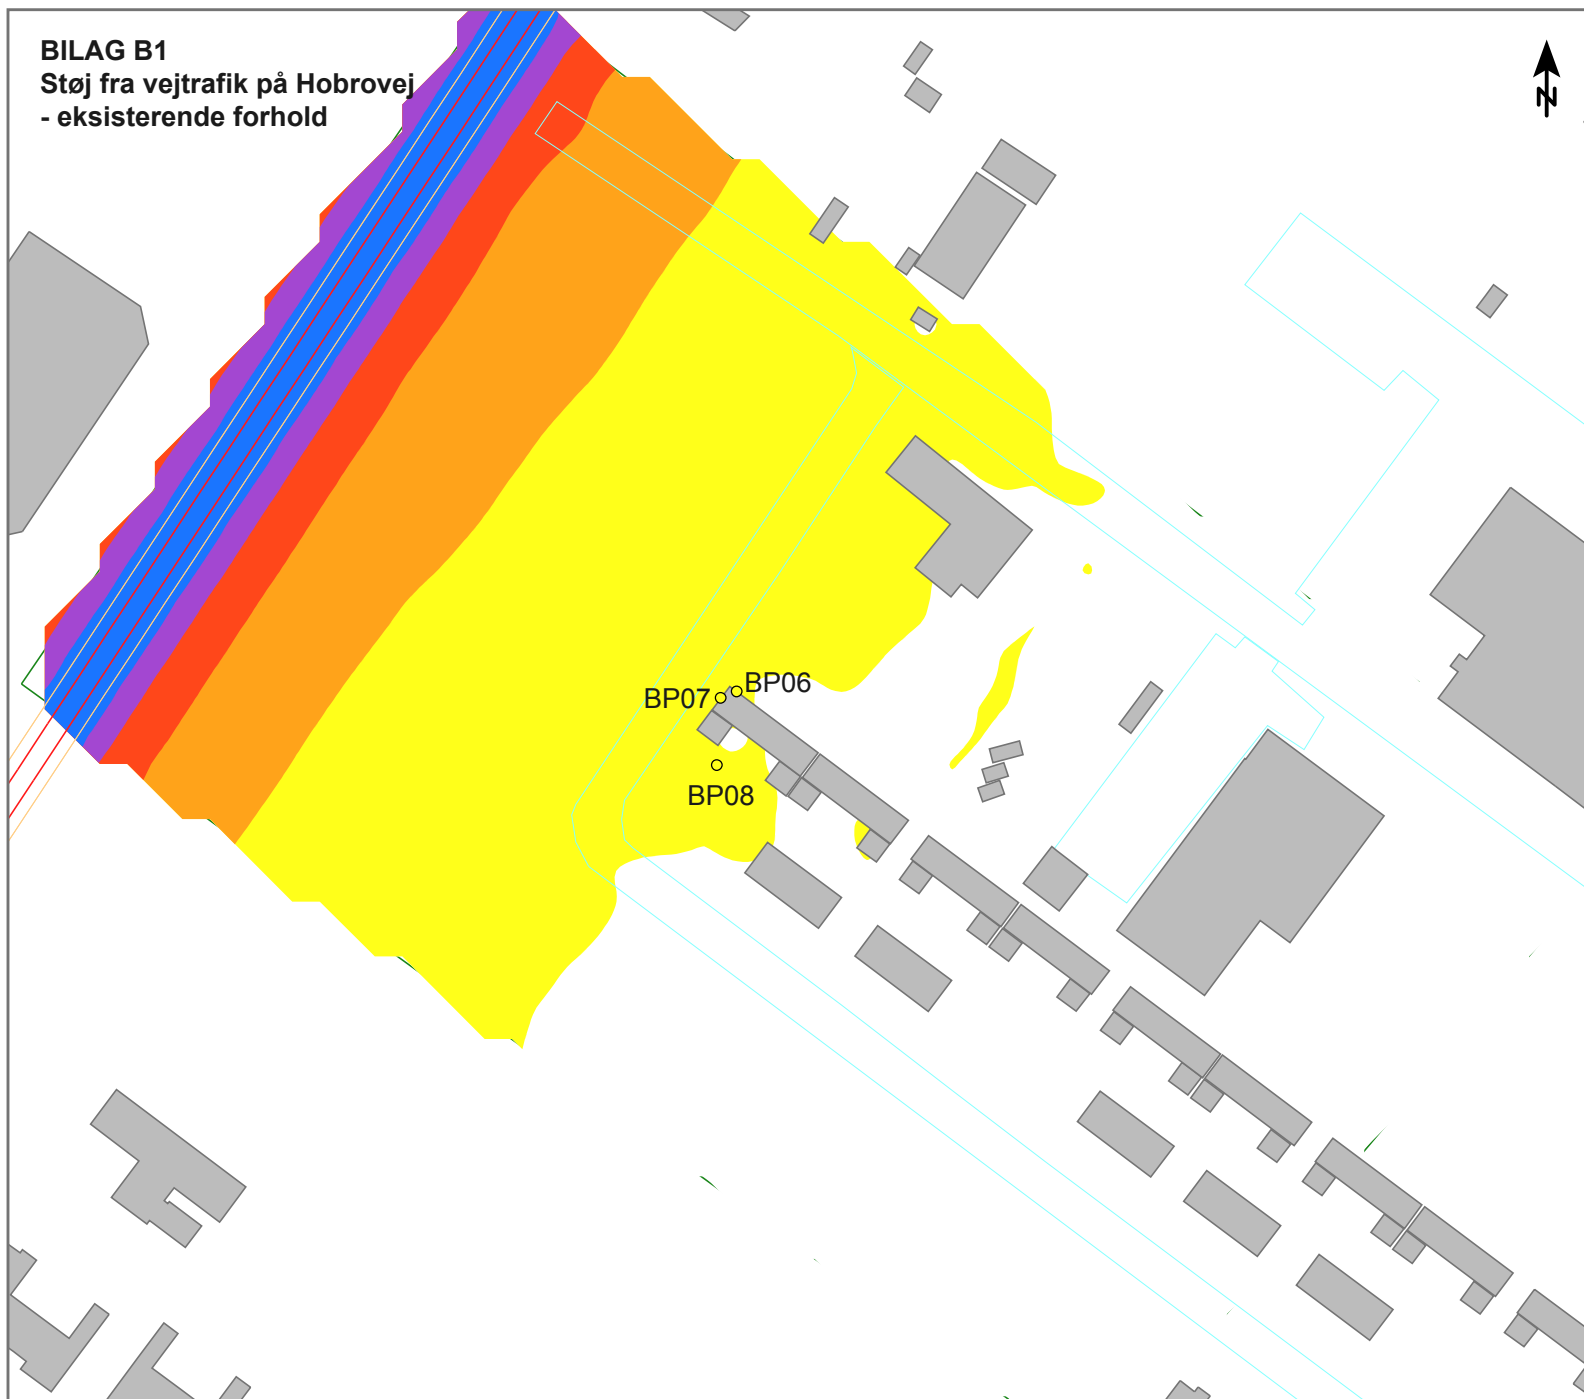 BILAG B1
Støj fra vejtrafik på Hobrovej
- eksisterende forhold
N
BP07
BP06
BP08